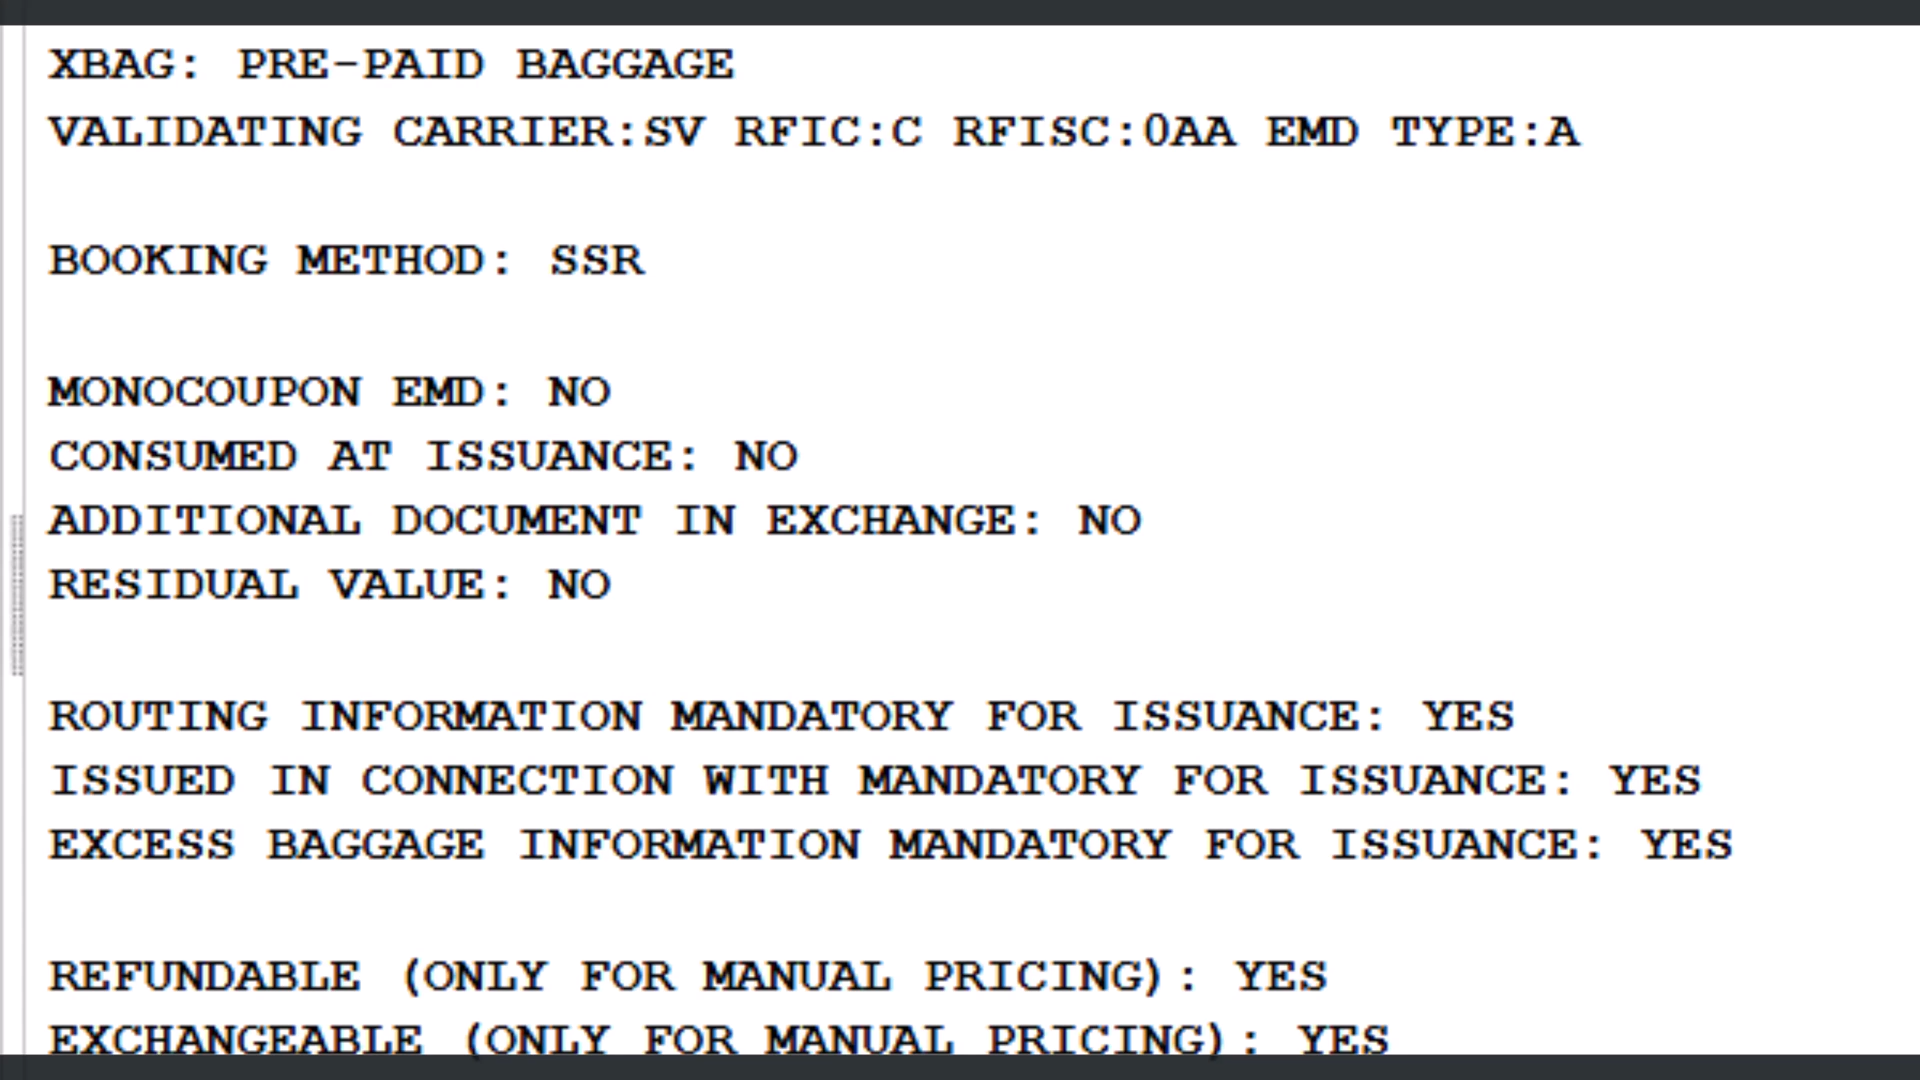 XBAG: PRE-PAID BAGGAGE
VALIDATING CARRIER:SV RFIC:C RFISC:0AA EMD TYPE:A
BOOKING METHOD: SSR
MONOCOUPON EMD: NO
CONSUMED AT ISSUANCE: NO
ADDITIONAL DOCUMENT IN EXCHANGE: NO
RESIDUAL VALUE: NO
ROUTING INFORMATION MANDATORY FOR ISSUANCE: YES
ISSUED IN CONNECTION WITH MANDATORY FOR ISSUANCE: YES
EXCESS BAGGAGE INFORMATION MANDATORY FOR ISSUANCE: YES
REFUNDABLE (ONLY FOR MANUAL PRICING): YES
EXCHANGEABLE (ONLY FOR MANUAL PRICING): YES